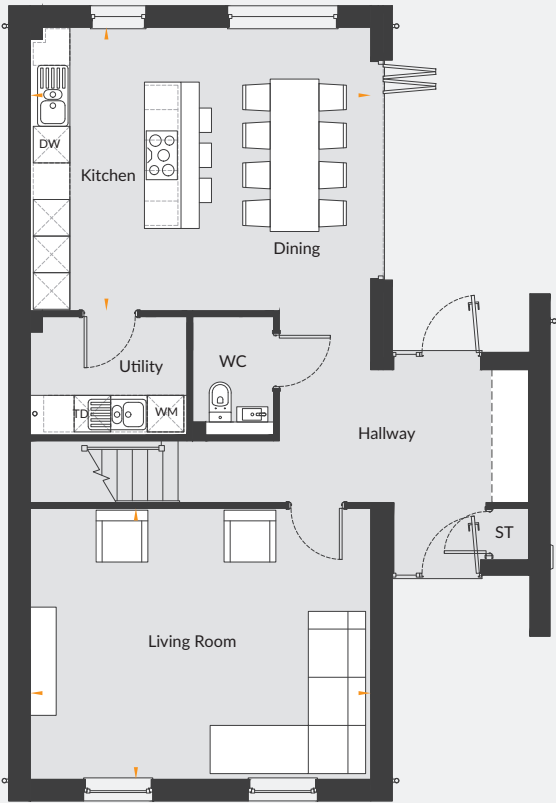 DW
Kitchen
Dining
Utility
WC
TD
WM
Hallway
ST
Living Room